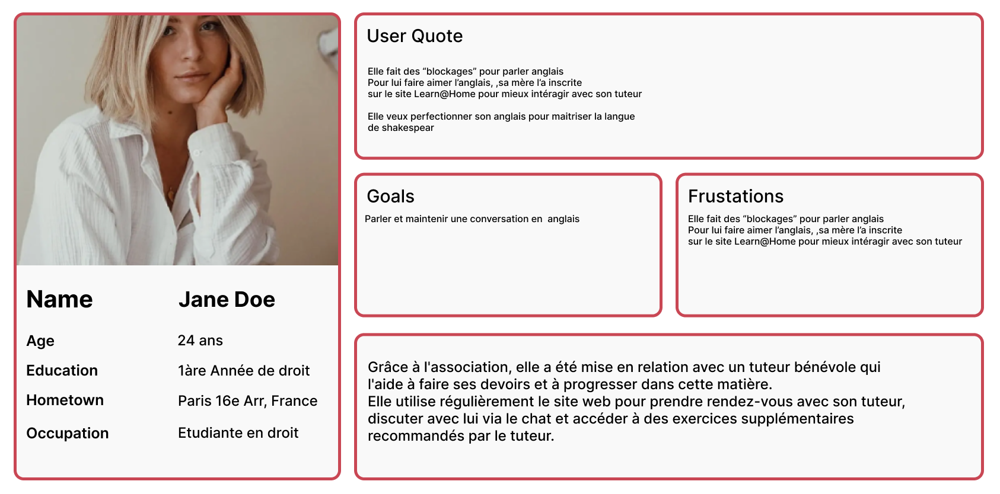 Name Jane Doe
Age 24 ans
Education 1àre Année de droit
Hometown Paris 16e Arr, France
Occupation Etudiante en droit
User Quote
Elle fait des “blockages” pour parler anglais
Pour lui faire aimer l’anglais, ,sa mère l’a inscrite
sur le site Learn@Home pour mieux intéragir avec son tuteur
Elle veux perfectionner son anglais pour maitriser la langue
de shakespear
Goals
Parler et maintenir une conversation en  anglais
Frustations
Elle fait des “blockages” pour parler anglais
Pour lui faire aimer l’anglais, ,sa mère l’a inscrite
sur le site Learn@Home pour mieux intéragir avec son tuteur
Grâce à l'association, elle a été mise en relation avec un tuteur bénévole qui
l'aide à faire ses devoirs et à progresser dans cette matière.
Elle utilise régulièrement le site web pour prendre rendez-vous avec son tuteur,
discuter avec lui via le chat et accéder à des exercices supplémentaires
recommandés par le tuteur.